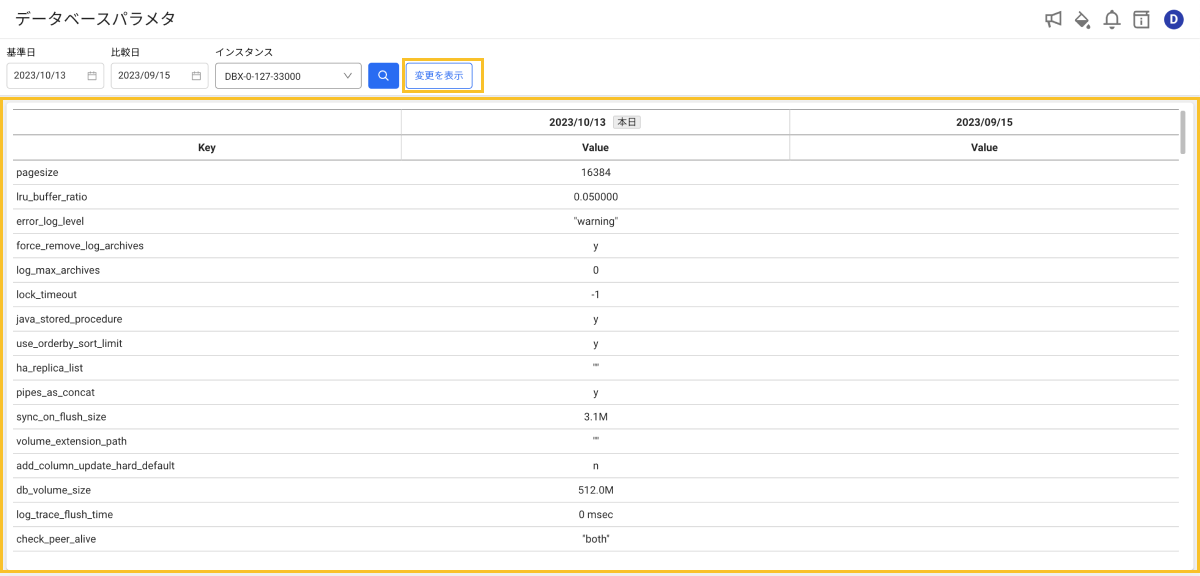 データベースパラメタ
D
基準日 比較日 インスタンス
2023/10/13 2023/09/15 DBX-0-127-33000 変更を表示
2023/10/13 本日 2023/09/15
Key Value Value
pagesize 16384
lru_buffer_ratio 0.050000
error_log_level "warning"
force_remove_log_archives y
log_max_archives 0
lock_timeout -1
java_stored_procedure y
use_orderby_sort_limit y
ha_replica_list ""
pipes_as_concat y
sync_on_flush_size 3.1M
volume_extension_path ""
add_column_update_hard_default n
db_volume_size 512.0M
log_trace_flush_time 0 msec
check_peer_alive "both"